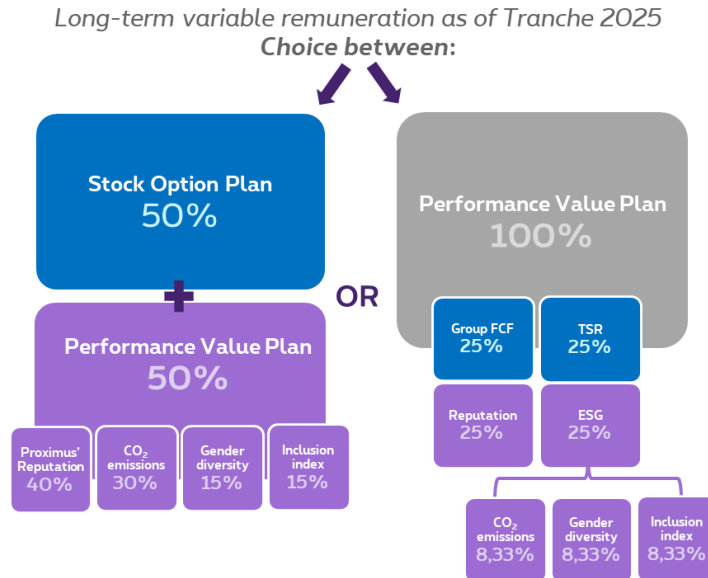 Long-term variable remuneration as of Tranche 2025
Choice between:
Stock Option Plan
50%
+
Performance Value Plan
50%
Proximus'
Reputation
40%
CO₂
emissions
30%
Gender
diversity
15%
Inclusion
index
15%
OR
Performance Value Plan
100%
Group FCF
25%
TSR
25%
Reputation
25%
ESG
25%
CO₂
emissions
8,33%
Gender
diversity
8,33%
Inclusion
index
8,33%